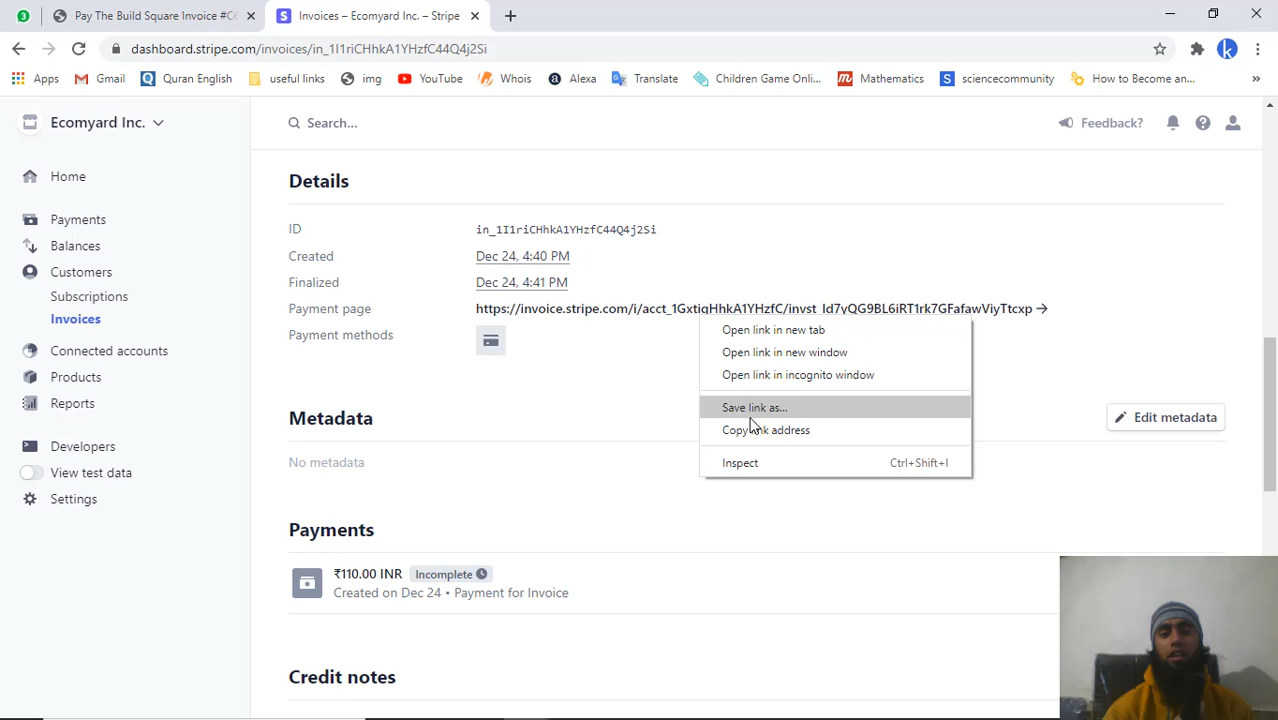 3
Pay The Build Square Invoice #C6
Invoices – Ecomyard Inc. – Stripe
dashboard.stripe.com/invoices/in_1I1riCHhkA1YHzfC44Q4j2Si
Apps
Gmail
Quran English
useful links
img
YouTube
Whois
Alexa
Translate
Children Game Onli...
Mathematics
sciencecommunity
How to Become an...
Ecomyard Inc.
Search...
Feedback?
Home
Payments
Balances
Customers
Subscriptions
Invoices
Connected accounts
Products
Reports
Developers
View test data
Settings
Details
ID in_1I1riCHhkA1YHzfC44Q4j2Si
Created Dec 24, 4:40 PM
Finalized Dec 24, 4:41 PM
Payment page https://invoice.stripe.com/i/acct_1GxtiqHhkA1YHzfC/invst_Id7yQG9BL6iRT1rk7GFafawViyTtcxp
Payment methods
Open link in new tab
Open link in new window
Open link in incognito window
Save link as...
Copy link address
Inspect Ctrl+Shift+I
Metadata
Edit metadata
No metadata
Payments
₹110.00 INR Incomplete
Created on Dec 24 • Payment for Invoice
Credit notes